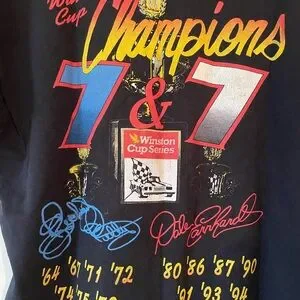 Cup
Champions
7 & 7
Winston
Cup Series
Dale Earnhardt
'64 '67 '71 '72
'80 '86 '87 '90
'74 '75
'91 '93 '94